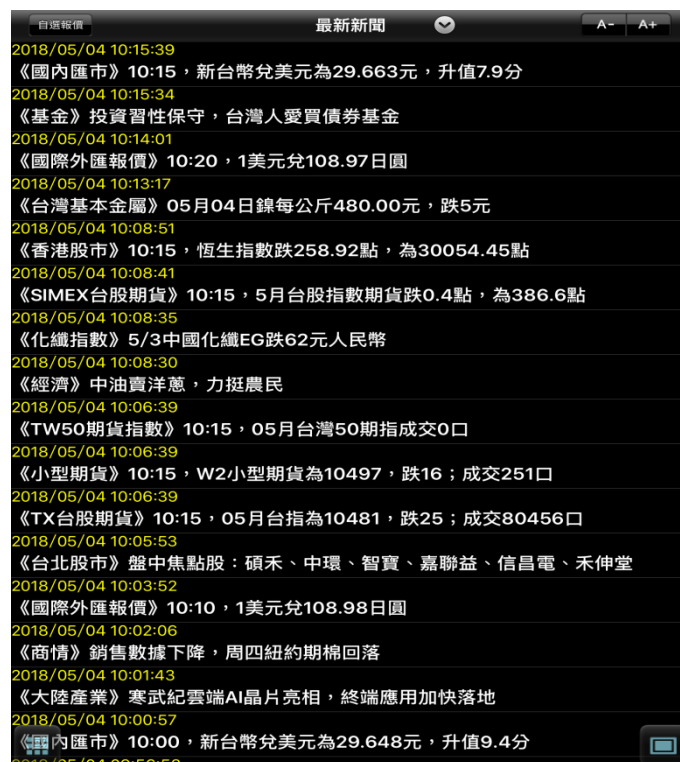 自選報價
最新新聞
A-
A+
2018/05/04 10:15:39
《國內匯市》10:15,新台幣兌美元為29.663元,升值7.9分
2018/05/04 10:15:34
《基金》投資習性保守,台灣人愛買債券基金
2018/05/04 10:14:01
《國際外匯報價》10:20,1美元兌108.97日圓
2018/05/04 10:13:17
《台灣基本金屬》05月04日鎳每公斤480.00元,跌5元
2018/05/04 10:08:51
《香港股市》10:15,恆生指數跌258.92點,為30054.45點
2018/05/04 10:08:41
《SIMEX台股期貨》10:15,5月台股指數期貨跌0.4點,為386.6點
2018/05/04 10:08:35
《化纖指數》5/3中國化纖EG跌62元人民幣
2018/05/04 10:08:30
《經濟》中油賣洋蔥,力挺農民
2018/05/04 10:06:39
《TW50期貨指數》10:15,05月台灣50期指成交0口
2018/05/04 10:06:39
《小型期貨》10:15,W2小型期貨為10497,跌16;成交251口
2018/05/04 10:06:39
《TX台股期貨》10:15,05月台指為10481,跌25;成交80456口
2018/05/04 10:05:53
《台北股市》盤中焦點股:碩禾、中環、智寶、嘉聯益、信昌電、禾伸堂
2018/05/04 10:03:52
《國際外匯報價》10:10,1美元兌108.98日圓
2018/05/04 10:02:06
《商情》銷售數據下降,周四紐約期棉回落
2018/05/04 10:01:43
《大陸產業》寒武紀雲端AI晶片亮相,終端應用加快落地
2018/05/04 10:00:57
《國內匯市》10:00,新台幣兌美元為29.648元,升值9.4分